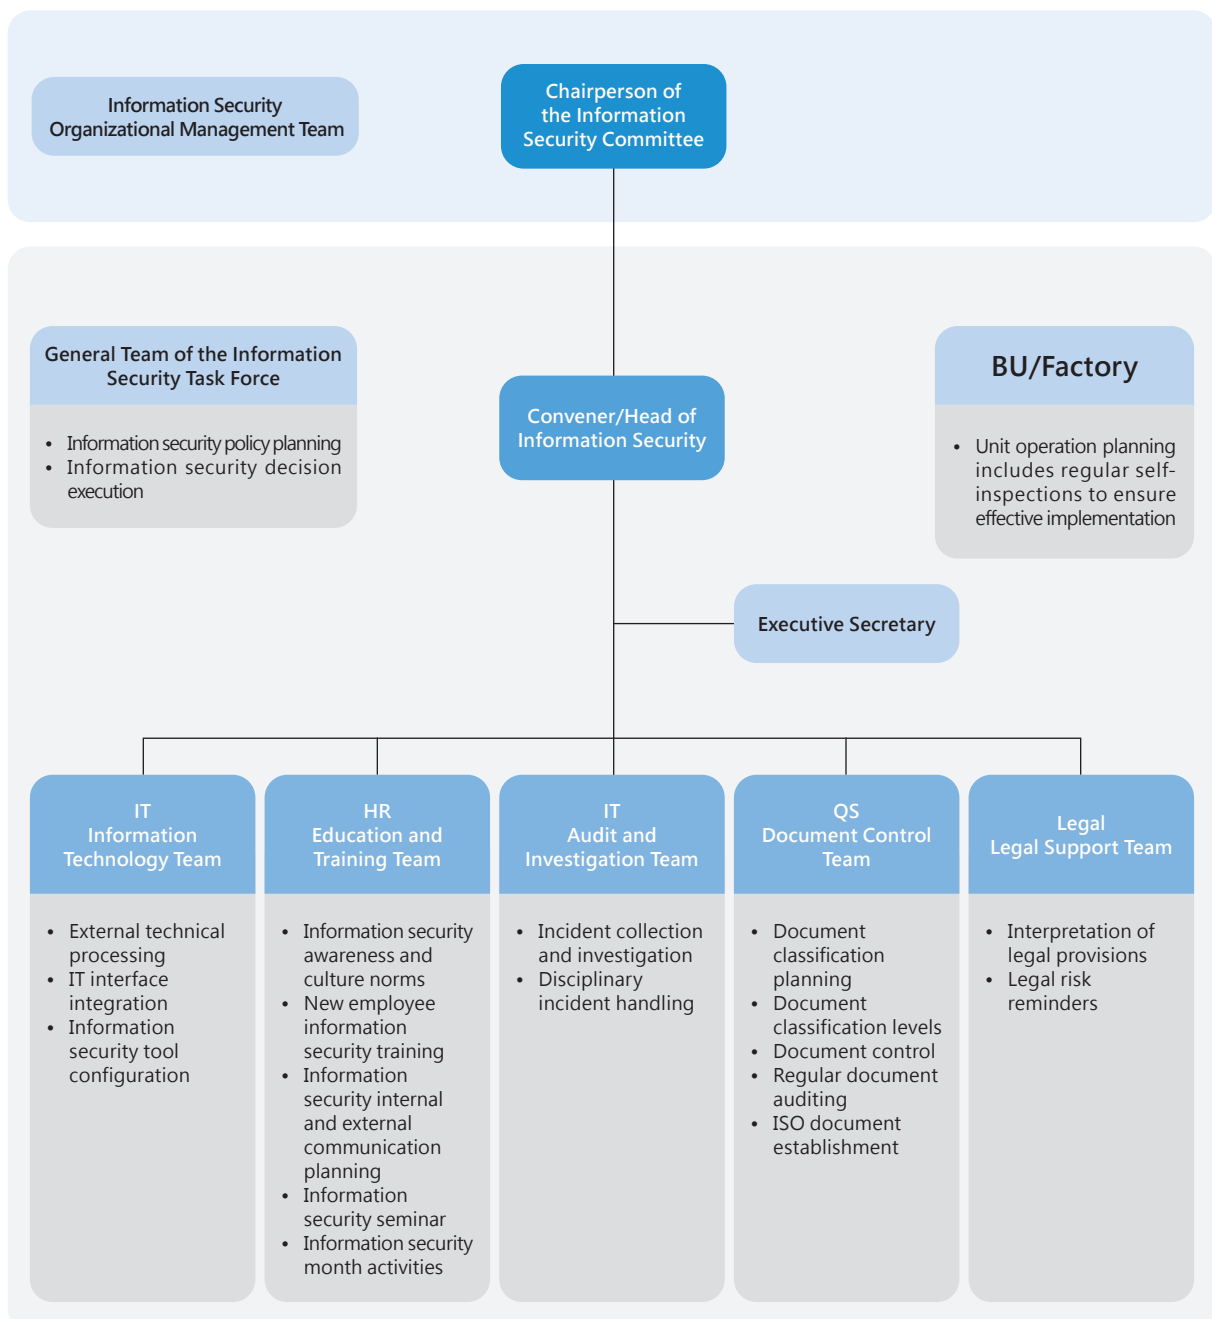 Information Security
Organizational Management Team
Chairperson of
the Information
Security Committee
General Team of the Information
Security Task Force
• Information security policy planning
• Information security decision
execution
Convener/Head of
Information Security
BU/Factory
• Unit operation planning
includes regular self-
inspections to ensure
effective implementation
Executive Secretary
IT
Information
Technology Team
• External technical
processing
• IT interface
integration
• Information
security tool
configuration
HR
Education and
Training Team
• Information security
awareness and
culture norms
• New employee
information
security training
• Information
security internal
and external
communication
planning
• Information
security seminar
• Information security
month activities
IT
Audit and
Investigation Team
• Incident collection
and investigation
• Disciplinary
incident handling
QS
Document Control
Team
• Document
classification
planning
• Document
classification levels
• Document control
• Regular document
auditing
• ISO document
establishment
Legal
Legal Support Team
• Interpretation of
legal provisions
• Legal risk
reminders